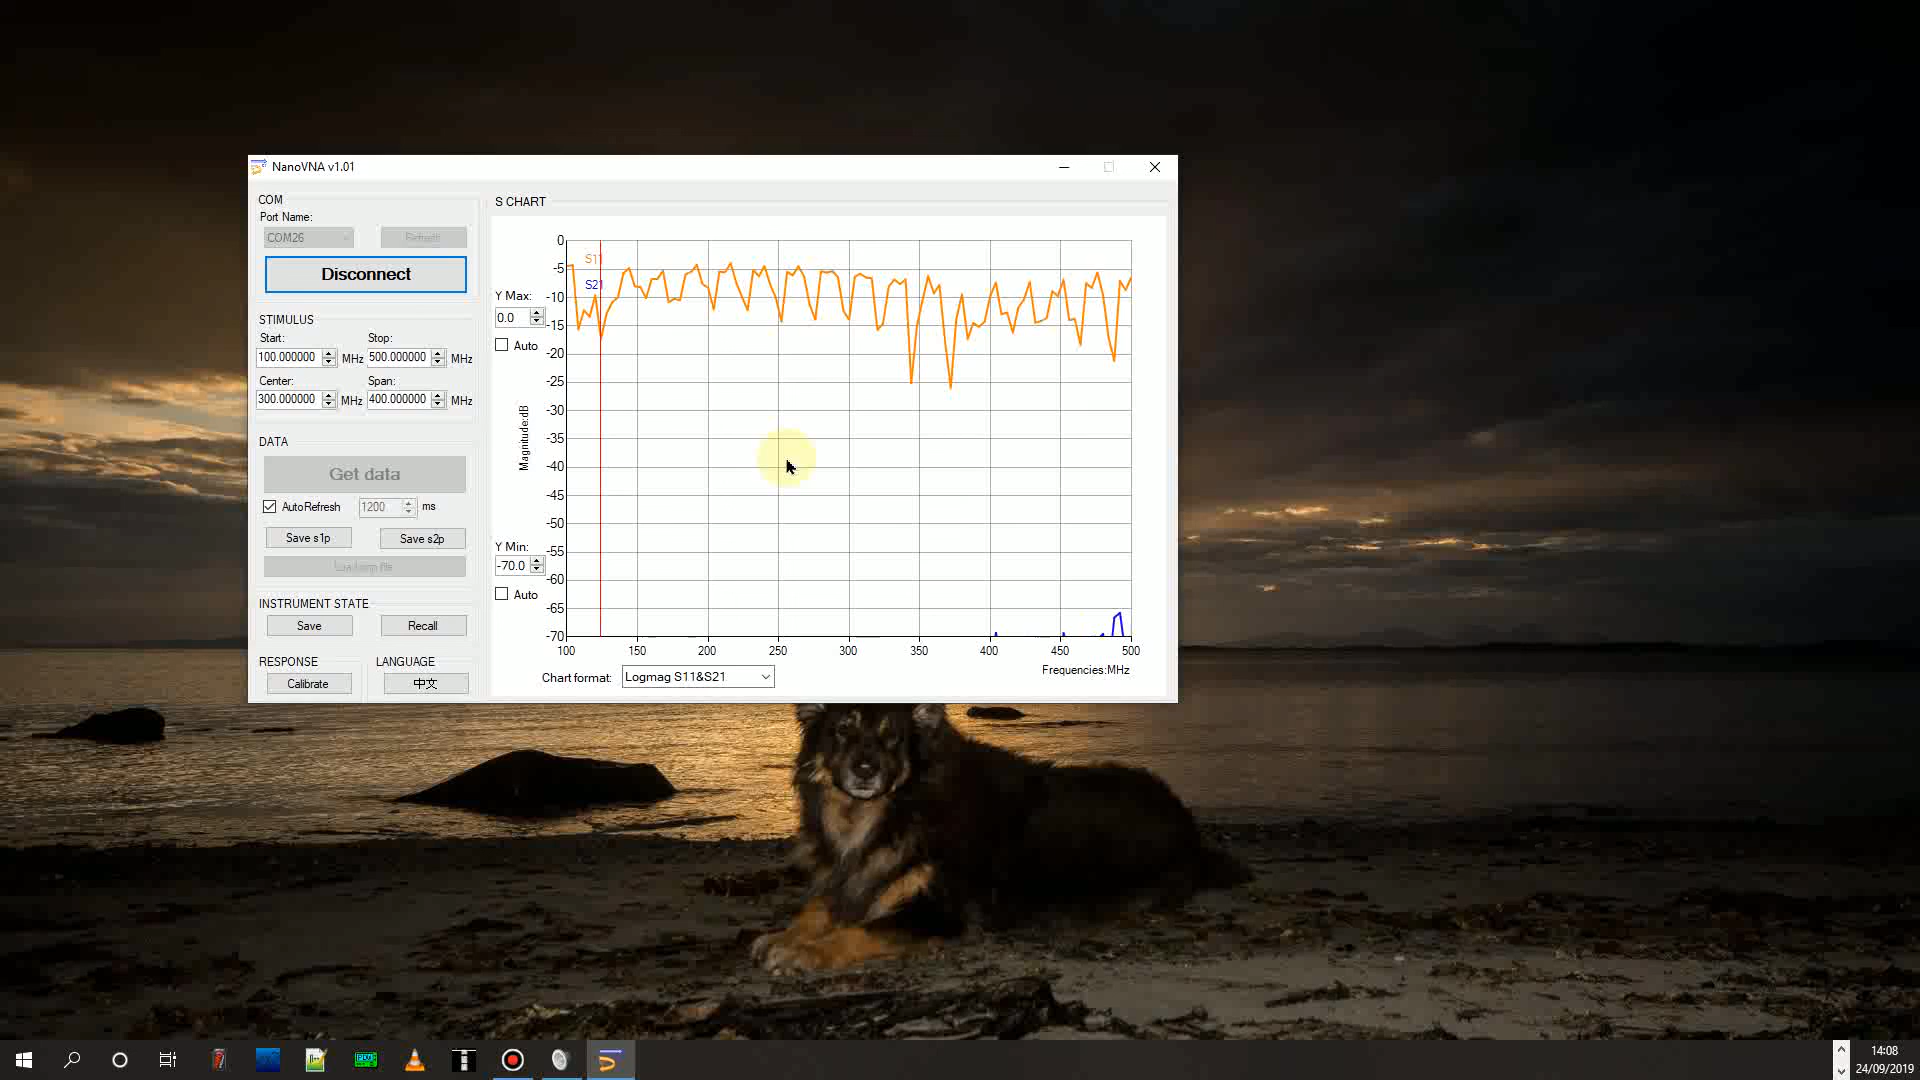 NanoVNA v1.01
COM
Port Name:
COM26
Refresh
Disconnect
STIMULUS
Start:
Stop:
100.000000
MHz
500.000000
MHz
Center:
Span:
300.000000
MHz
400.000000
MHz
DATA
Get data
AutoRefresh
1200
ms
Save s1p
Save s2p
INSTRUMENT STATE
Save
Recall
RESPONSE
LANGUAGE
Calibrate
中文
S CHART
Y Max:
0.0
Auto
Y Min:
-70.0
Auto
Magnitude:dB
S11
S21
0
-5
-10
-15
-20
-25
-30
-35
-40
-45
-50
-55
-60
-65
-70
100 150 200 250 300 350 400 450 500
Frequencies:MHz
Chart format:
Logmag S11&S21
14:08
24/09/2019